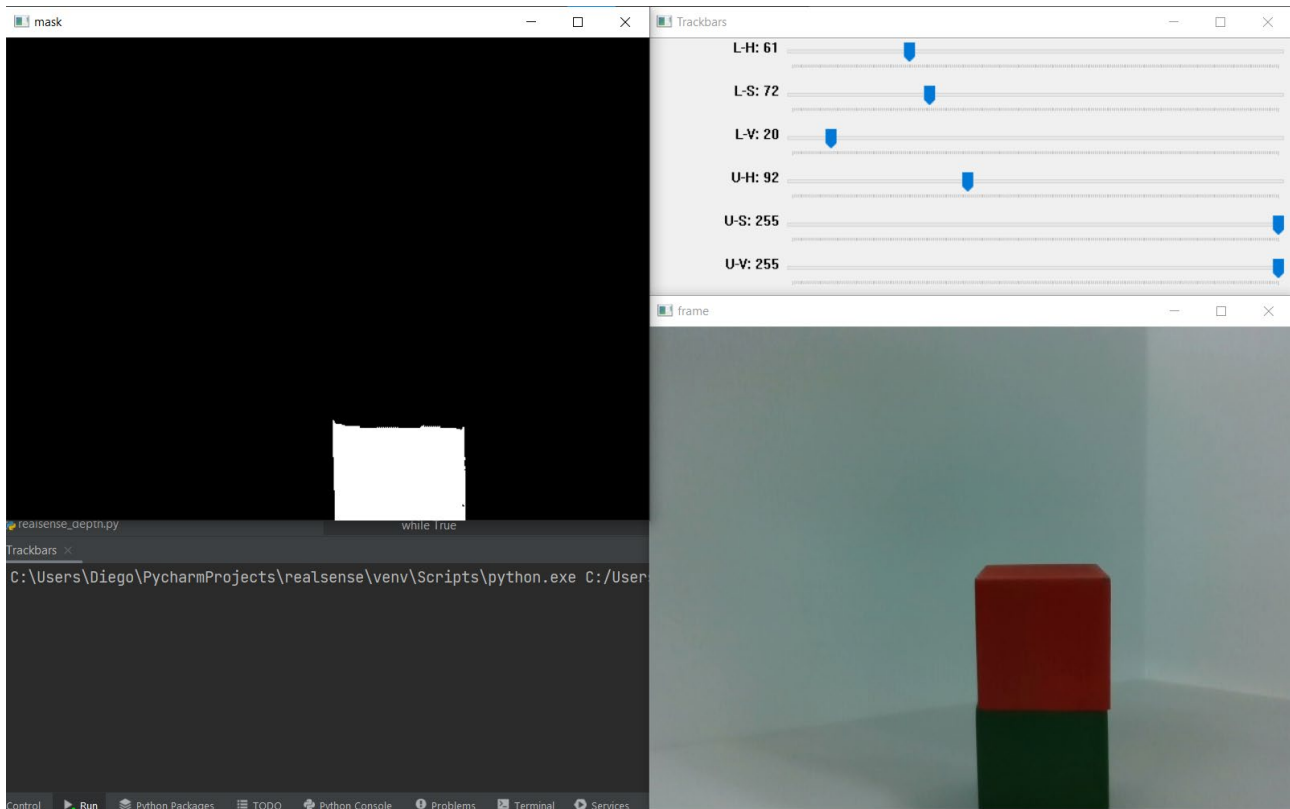 mask
Trackbars
L-H: 61
L-S: 72
L-V: 20
U-H: 92
U-S: 255
U-V: 255
frame
realsense_depth.py
while True
Trackbars
C:\Users\Diego\PycharmProjects\realsense\venv\Scripts\python.exe C:/User
Control Run Python Packages TODO Python Console Problems Terminal Services